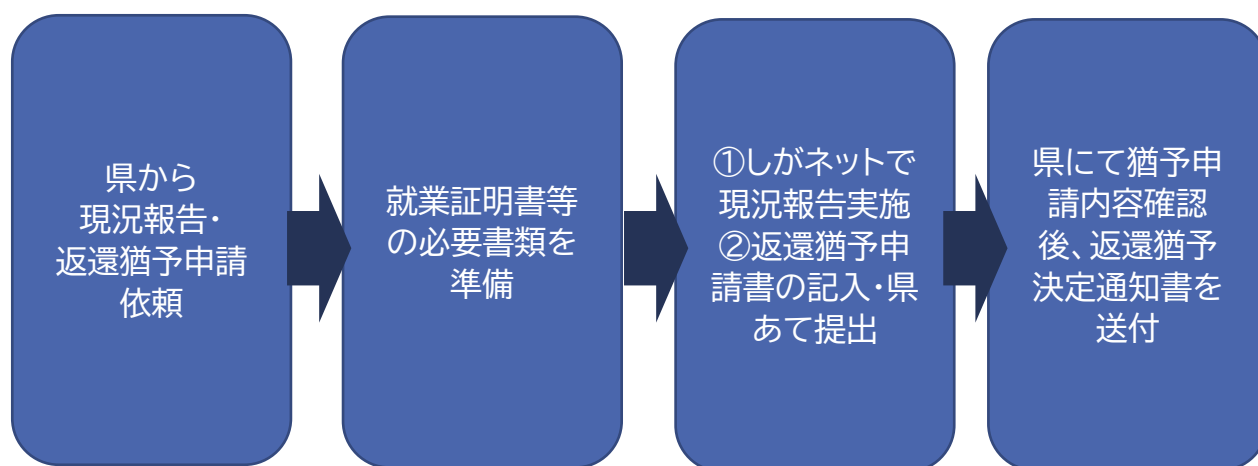 県から
現況報告・
返還猶予申請
依頼
就業証明書等
の必要書類を
準備
①しがネットで
現況報告実施
②返還猶予申
請書の記入・県
あて提出
県にて猶予申
請内容確認
後、返還猶予
決定通知書を
送付